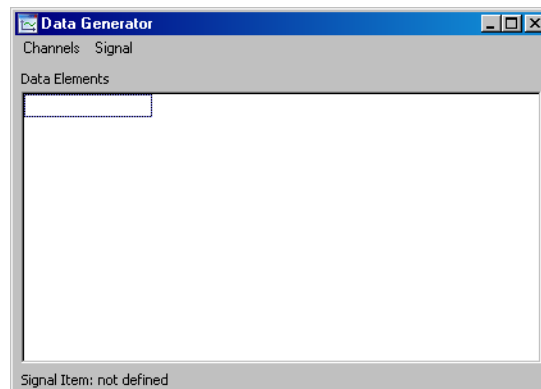 Data Generator
Channels Signal
Data Elements
Signal Item: not defined